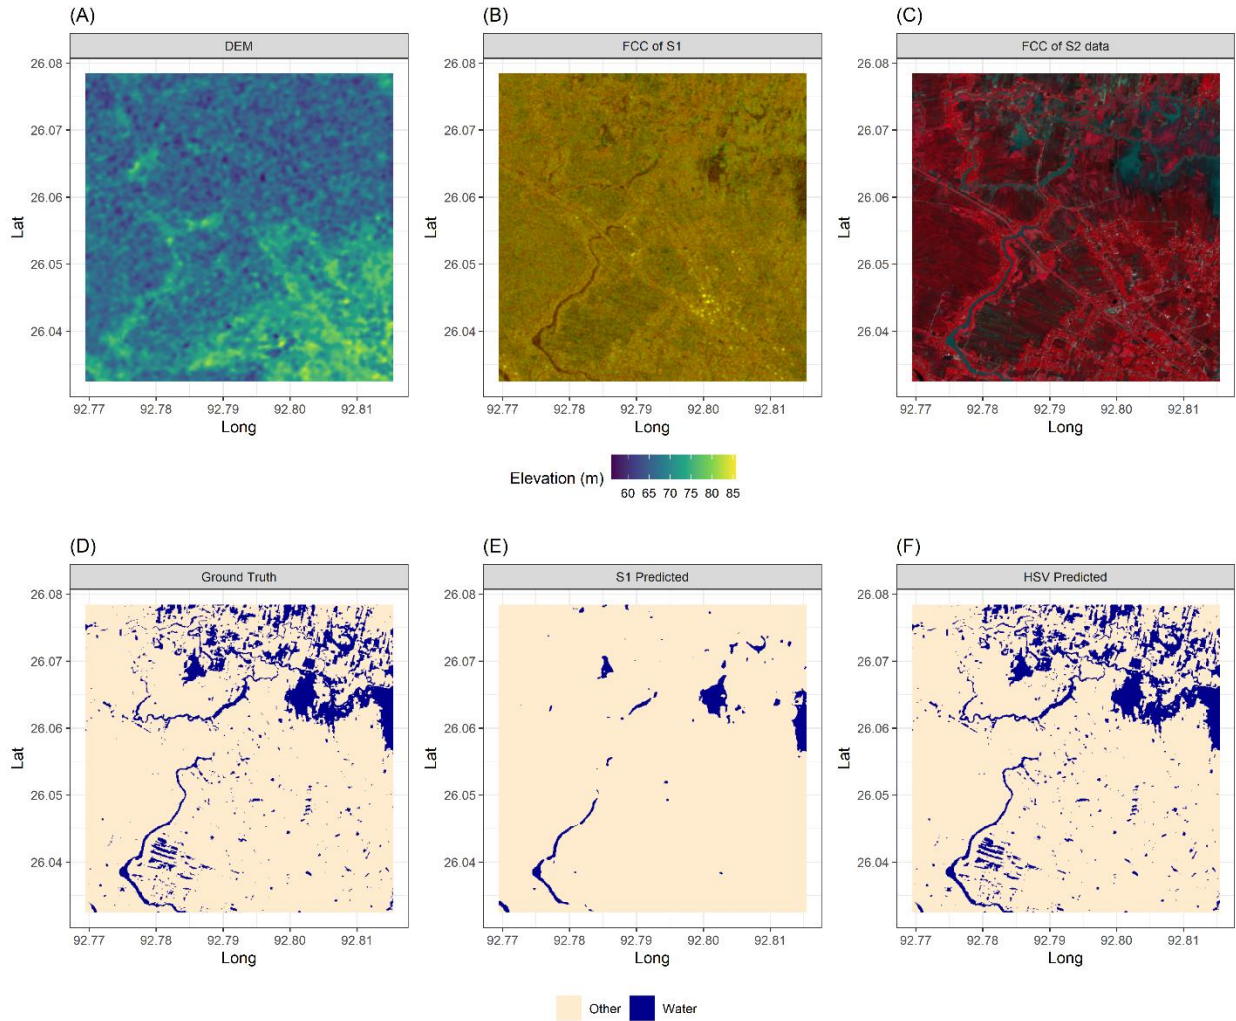 (A) (B) (C)
DEM FCC of S1 FCC of S2 data
26.08 26.08 26.08
26.07 26.07 26.07
26.06 26.06 26.06
Lat Lat Lat
26.05 26.05 26.05
26.04 26.04 26.04
92.77 92.78 92.79 92.80 92.81 92.77 92.78 92.79 92.80 92.81 92.77 92.78 92.79 92.80 92.81
Long Long Long
Elevation (m)
60 65 70 75 80 85
(D) (E) (F)
Ground Truth S1 Predicted HSV Predicted
26.08 26.08 26.08
26.07 26.07 26.07
26.06 26.06 26.06
Lat Lat Lat
26.05 26.05 26.05
26.04 26.04 26.04
92.77 92.78 92.79 92.80 92.81 92.77 92.78 92.79 92.80 92.81 92.77 92.78 92.79 92.80 92.81
Long Long Long
Other Water